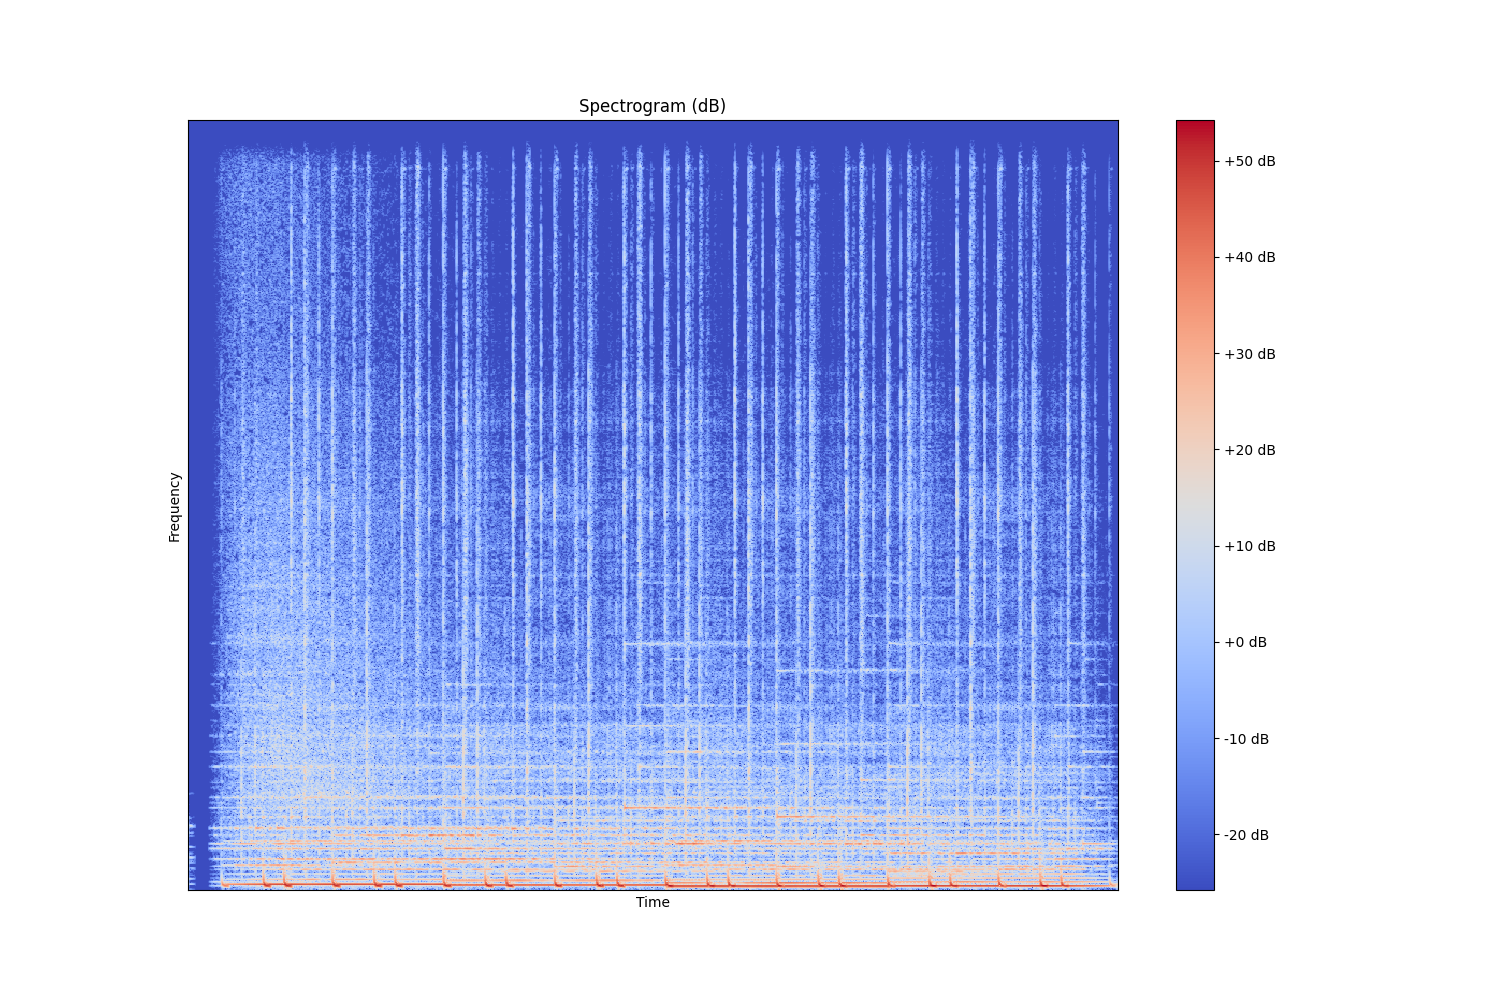 Spectrogram (dB)
Frequency
Time
+50 dB
+40 dB
+30 dB
+20 dB
+10 dB
+0 dB
-10 dB
-20 dB